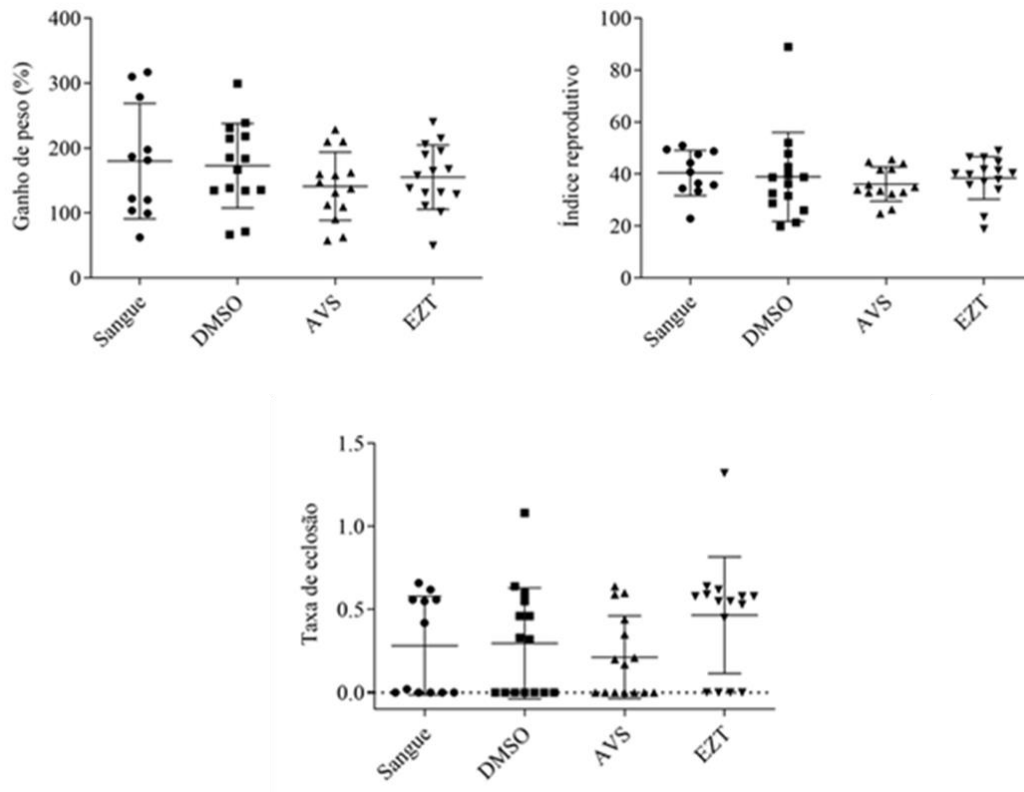 Ganho de peso (%)
400
300
200
100
0
Sangue
DMSO
AVS
EZT
Índice reprodutivo
100
80
60
40
20
0
Sangue
DMSO
AVS
EZT
Taxa de eclosão
1.5
1.0
0.5
0.0
Sangue
DMSO
AVS
EZT